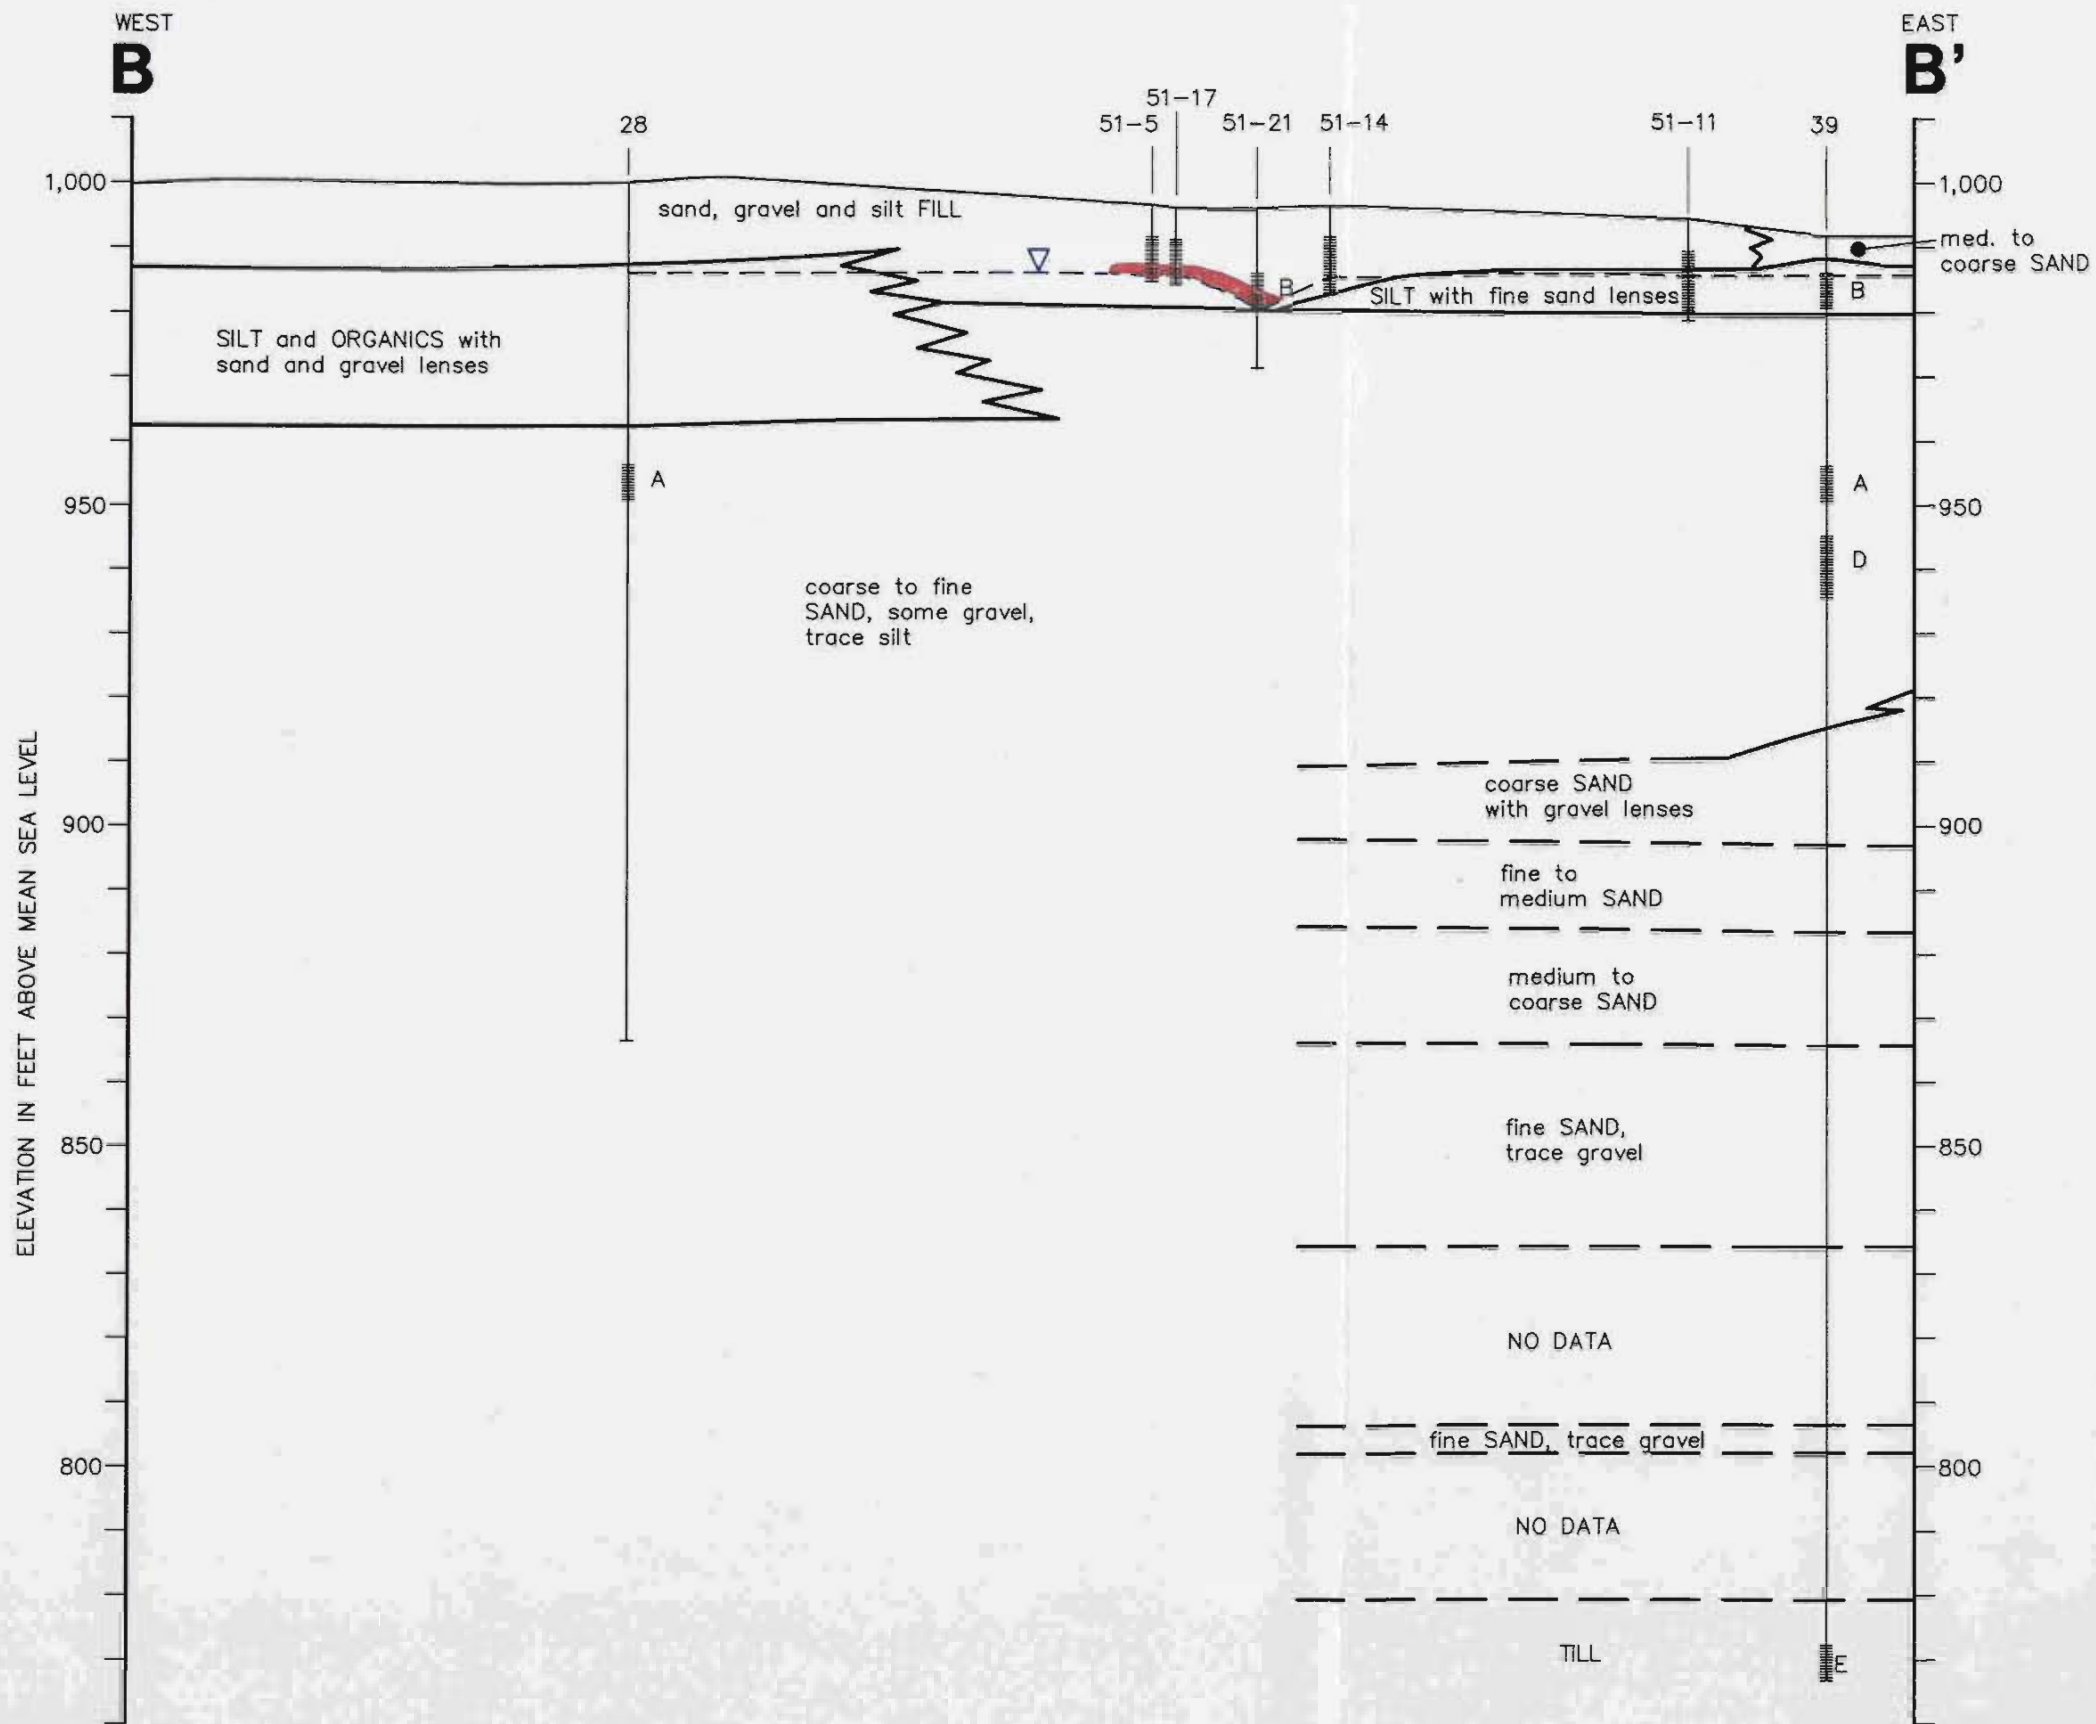 WEST
B
EAST
B'
51-17
28
51-5
51-21
51-14
51-11
39
1,000
1,000
sand, gravel and silt FILL
med. to
coarse SAND
B
SILT with fine sand lenses
B
SILT and ORGANICS with
sand and gravel lenses
A
A
950
950
D
coarse to fine
SAND, some gravel,
trace silt
ELEVATION IN FEET ABOVE MEAN SEA LEVEL
coarse SAND
with gravel lenses
900
900
fine to
medium SAND
medium to
coarse SAND
850
850
fine SAND,
trace gravel
NO DATA
fine SAND, trace gravel
800
800
NO DATA
TILL
E